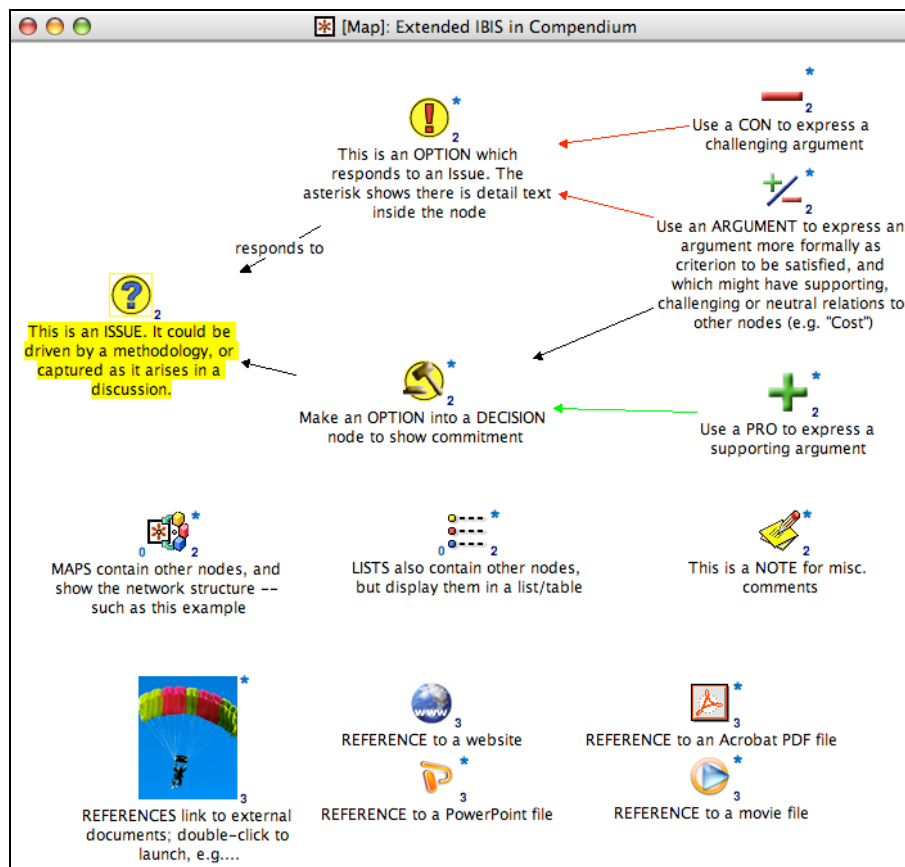 [Map]: Extended IBIS in Compendium
*
2
This is an OPTION which
responds to an Issue. The
asterisk shows there is detail text
inside the node
*
2
Use a CON to express a
challenging argument
*
2
Use an ARGUMENT to express an
argument more formally as
criterion to be satisfied, and
which might have supporting,
challenging or neutral relations to
other nodes (e.g. "Cost")
responds to
2
This is an ISSUE. It could be
driven by a methodology, or
captured as it arises in a
discussion.
*
2
Make an OPTION into a DECISION
node to show commitment
*
2
Use a PRO to express a
supporting argument
*
0 2
MAPS contain other nodes, and
show the network structure --
such as this example
*
0 2
LISTS also contain other nodes,
but display them in a list/table
*
2
This is a NOTE for misc.
comments
*
3
REFERENCES link to external
documents; double-click to
launch, e.g....
www
3
REFERENCE to a website
*
3
REFERENCE to an Acrobat PDF file
*
3
REFERENCE to a PowerPoint file
*
3
REFERENCE to a movie file